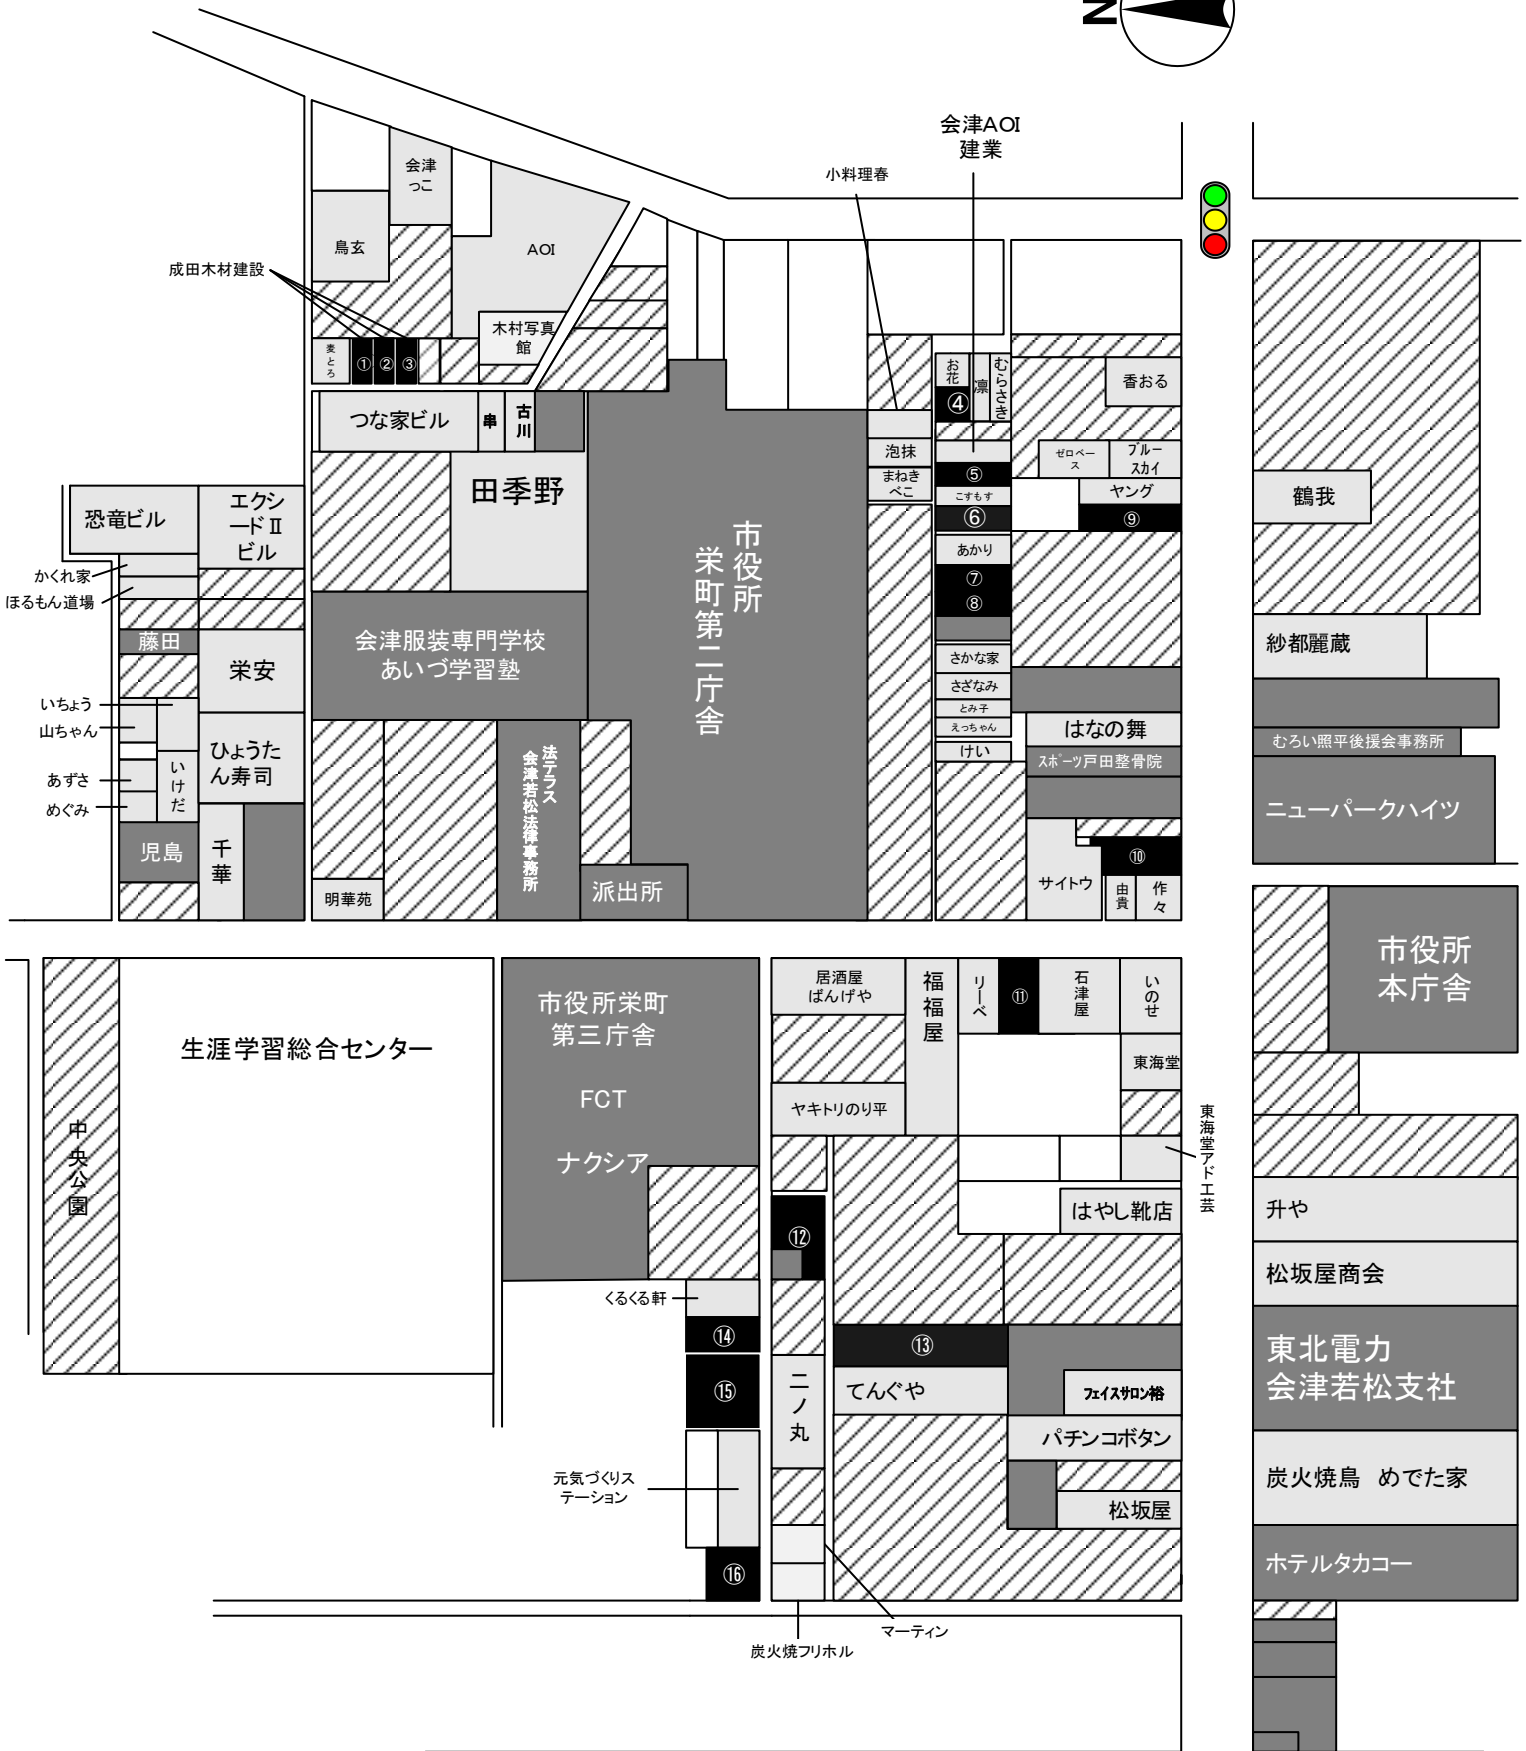 N
会津AOI
建業
小料理春
会津
っこ
鳥玄
AOI
成田木材建設
木村写真
館
麦とろ
①
②
③
つな家ビル
串
古川
田季野
お花
凛
むらさき
④
香おる
泡抹
まねき
べこ
⑤
こすもす
⑥
ゼロベー
ス
ブルー
スカイ
ヤング
⑨
鶴我
恐竜ビル
エクシ
ードⅡ
ビル
かくれ家
ほるもん道場
市役所
栄町第二庁舎
あかり
⑦
⑧
藤田
栄安
会津服装専門学校
あいづ学習塾
さかな家
さざなみ
とみ子
えっちゃん
けい
紗都麗蔵
いちょう
山ちゃん
ひょうた
ん寿司
いけだ
あずさ
めぐみ
はなの舞
スポーツ戸田整骨院
むろい照平後援会事務所
ニューパークハイツ
法テラス
会津若松法律事務所
児島
千華
明華苑
派出所
⑩
サイトウ
由貴
作々
市役所
本庁舎
中央公園
生涯学習総合センター
市役所栄町
第三庁舎
FCT
ナクシア
居酒屋
ばんげや
福福屋
リーベ
⑪
石津屋
いのせ
東海堂
ヤキトリのり平
東海堂アド工芸
はやし靴店
升や
⑫
松坂屋商会
くるくる軒
⑭
⑬
東北電力
会津若松支社
⑮
二ノ丸
てんぐや
フェイスサロン裕
パチンコボタン
元気づくりス
テーション
松坂屋
炭火焼鳥 めでた家
⑯
ホテルタカコー
マーティン
炭火焼フリホル